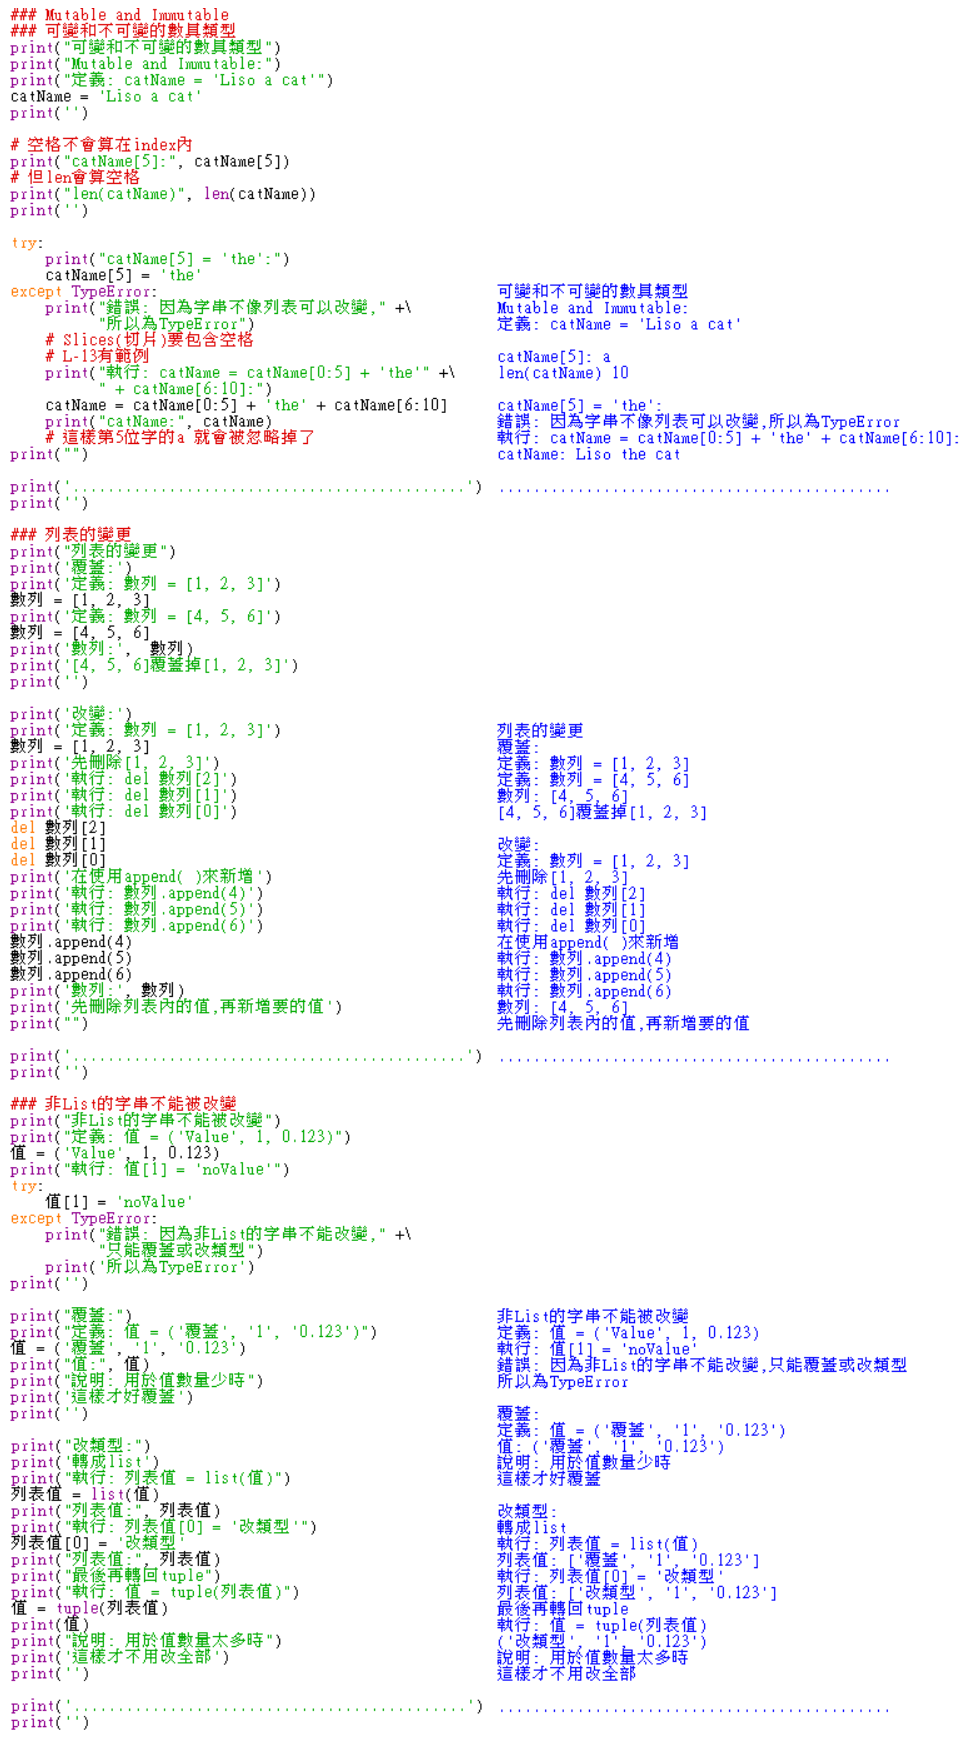 ### Mutable and Immutable
### 可變和不可變的數具類型
print("可變和不可變的數具類型")
print("Mutable and Immutable:")
print("定義: catName = 'Liso a cat'")
catName = 'Liso a cat'
print('')
# 空格不會算在index內
print("catName[5]:", catName[5])
# 但len會算空格
print("len(catName)", len(catName))
print('')
try:
    print("catName[5] = 'the':")
    catName[5] = 'the'
except TypeError:
    print("錯誤: 因為字串不像列表可以改變," +\
          "所以為TypeError")
    # Slices(切片)要包含空格
    # L-13有範例
    print("執行: catName = catName[0:5] + 'the'" +\
          " + catName[6:10]:")
    catName = catName[0:5] + 'the' + catName[6:10]
    print("catName:", catName)
    # 這樣第5位字的a 就會被忽略掉了
print("")
print('.............................................')
print('')
可變和不可變的數具類型
Mutable and Immutable:
定義: catName = 'Liso a cat'
catName[5]: a
len(catName) 10
catName[5] = 'the':
錯誤: 因為字串不像列表可以改變,所以為TypeError
執行: catName = catName[0:5] + 'the' + catName[6:10]:
catName: Liso the cat
.............................................
### 列表的變更
print("列表的變更")
print('覆蓋:')
print('定義: 數列 = [1, 2, 3]')
數列 = [1, 2, 3]
print('定義: 數列 = [4, 5, 6]')
數列 = [4, 5, 6]
print('數列:',  數列)
print('[4, 5, 6]覆蓋掉[1, 2, 3]')
print('')
print('改變:')
print('定義: 數列 = [1, 2, 3]')
數列 = [1, 2, 3]
print('先刪除[1, 2, 3]')
print('執行: del 數列[2]')
print('執行: del 數列[1]')
print('執行: del 數列[0]')
del 數列[2]
del 數列[1]
del 數列[0]
print('在使用append( )來新增')
print('執行: 數列.append(4)')
print('執行: 數列.append(5)')
print('執行: 數列.append(6)')
數列.append(4)
數列.append(5)
數列.append(6)
print('數列:', 數列)
print('先刪除列表內的值,再新增要的值')
print("")
print('.............................................')
print('')
列表的變更
覆蓋:
定義: 數列 = [1, 2, 3]
定義: 數列 = [4, 5, 6]
數列: [4, 5, 6]
[4, 5, 6]覆蓋掉[1, 2, 3]
改變:
定義: 數列 = [1, 2, 3]
先刪除[1, 2, 3]
執行: del 數列[2]
執行: del 數列[1]
執行: del 數列[0]
在使用append( )來新增
執行: 數列.append(4)
執行: 數列.append(5)
執行: 數列.append(6)
數列: [4, 5, 6]
先刪除列表內的值,再新增要的值
.............................................
### 非List的字串不能被改變
print("非List的字串不能被改變")
print("定義: 值 = ('Value', 1, 0.123)")
值 = ('Value', 1, 0.123)
print("執行: 值[1] = 'noValue'")
try:
    值[1] = 'noValue'
except TypeError:
    print("錯誤: 因為非List的字串不能改變," +\
          "只能覆蓋或改類型")
    print('所以為TypeError')
print('')
print("覆蓋:")
print("定義: 值 = ('覆蓋', '1', '0.123')")
值 = ('覆蓋', '1', '0.123')
print("值:", 值)
print("說明: 用於值數量少時")
print('這樣才好覆蓋')
print('')
print("改類型:")
print('轉成list')
print("執行: 列表值 = list(值)")
列表值 = list(值)
print("列表值:", 列表值)
print("執行: 列表值[0] = '改類型'")
列表值[0] = '改類型'
print("列表值:", 列表值)
print("最後再轉回tuple")
print("執行: 值 = tuple(列表值)")
值 = tuple(列表值)
print(值)
print("說明: 用於值數量太多時")
print('這樣才不用改全部')
print('')
print('.............................................')
print('')
非List的字串不能被改變
定義: 值 = ('Value', 1, 0.123)
執行: 值[1] = 'noValue'
錯誤: 因為非List的字串不能改變,只能覆蓋或改類型
所以為TypeError
覆蓋:
定義: 值 = ('覆蓋', '1', '0.123')
值: ('覆蓋', '1', '0.123')
說明: 用於值數量少時
這樣才好覆蓋
改類型:
轉成list
執行: 列表值 = list(值)
列表值: ['覆蓋', '1', '0.123']
執行: 列表值[0] = '改類型'
列表值: ['改類型', '1', '0.123']
最後再轉回tuple
執行: 值 = tuple(列表值)
('改類型', '1', '0.123')
說明: 用於值數量太多時
這樣才不用改全部
.............................................